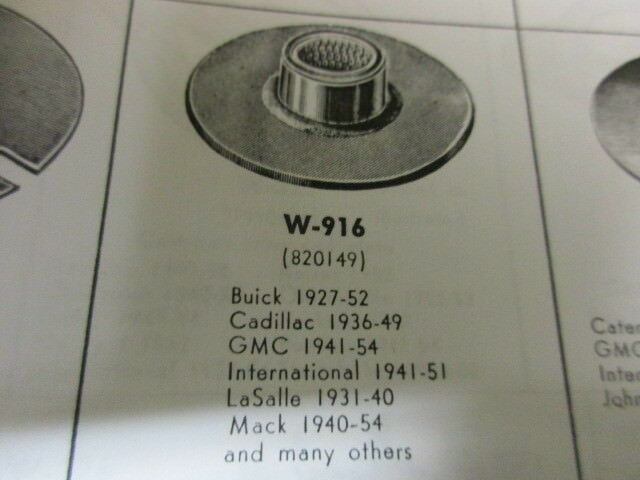 W-916
(820149)
Buick 1927-52
Cadillac 1936-49
GMC 1941-54
International 1941-51
LaSalle 1931-40
Mack 1940-54
and many others
GMC